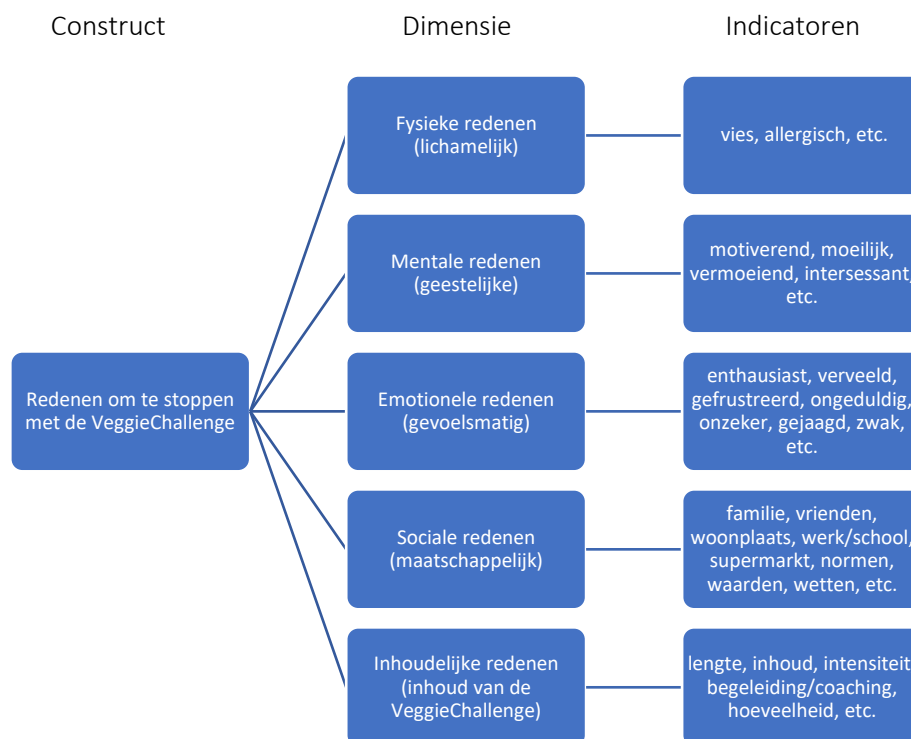 Construct
Dimensie
Indicatoren
Fysieke redenen
(lichamelijk)
vies, allergisch, etc.
Mentale redenen
(geestelijke)
motiverend, moeilijk,
vermoeiend, intersessant,
etc.
Redenen om te stoppen
met de VeggieChallenge
Emotionele redenen
(gevoelsmatig)
enthausiast, verveeld,
gefrustreerd, ongeduldig,
onzeker, gejaagd, zwak,
etc.
Sociale redenen
(maatschappelijk)
familie, vrienden,
woonplaats, werk/school,
supermarkt, normen,
waarden, wetten, etc.
Inhoudelijke redenen
(inhoud van de
VeggieChallenge)
lengte, inhoud, intensiteit,
begeleiding/coaching,
hoeveelheid, etc.